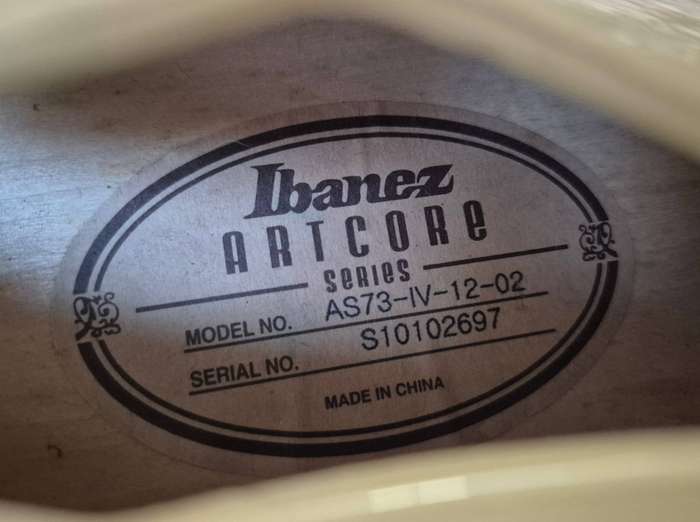 Ibanez
ARTCORE
SERIES
MODEL NO. AS73-IV-12-02
SERIAL NO. S10102697
MADE IN CHINA